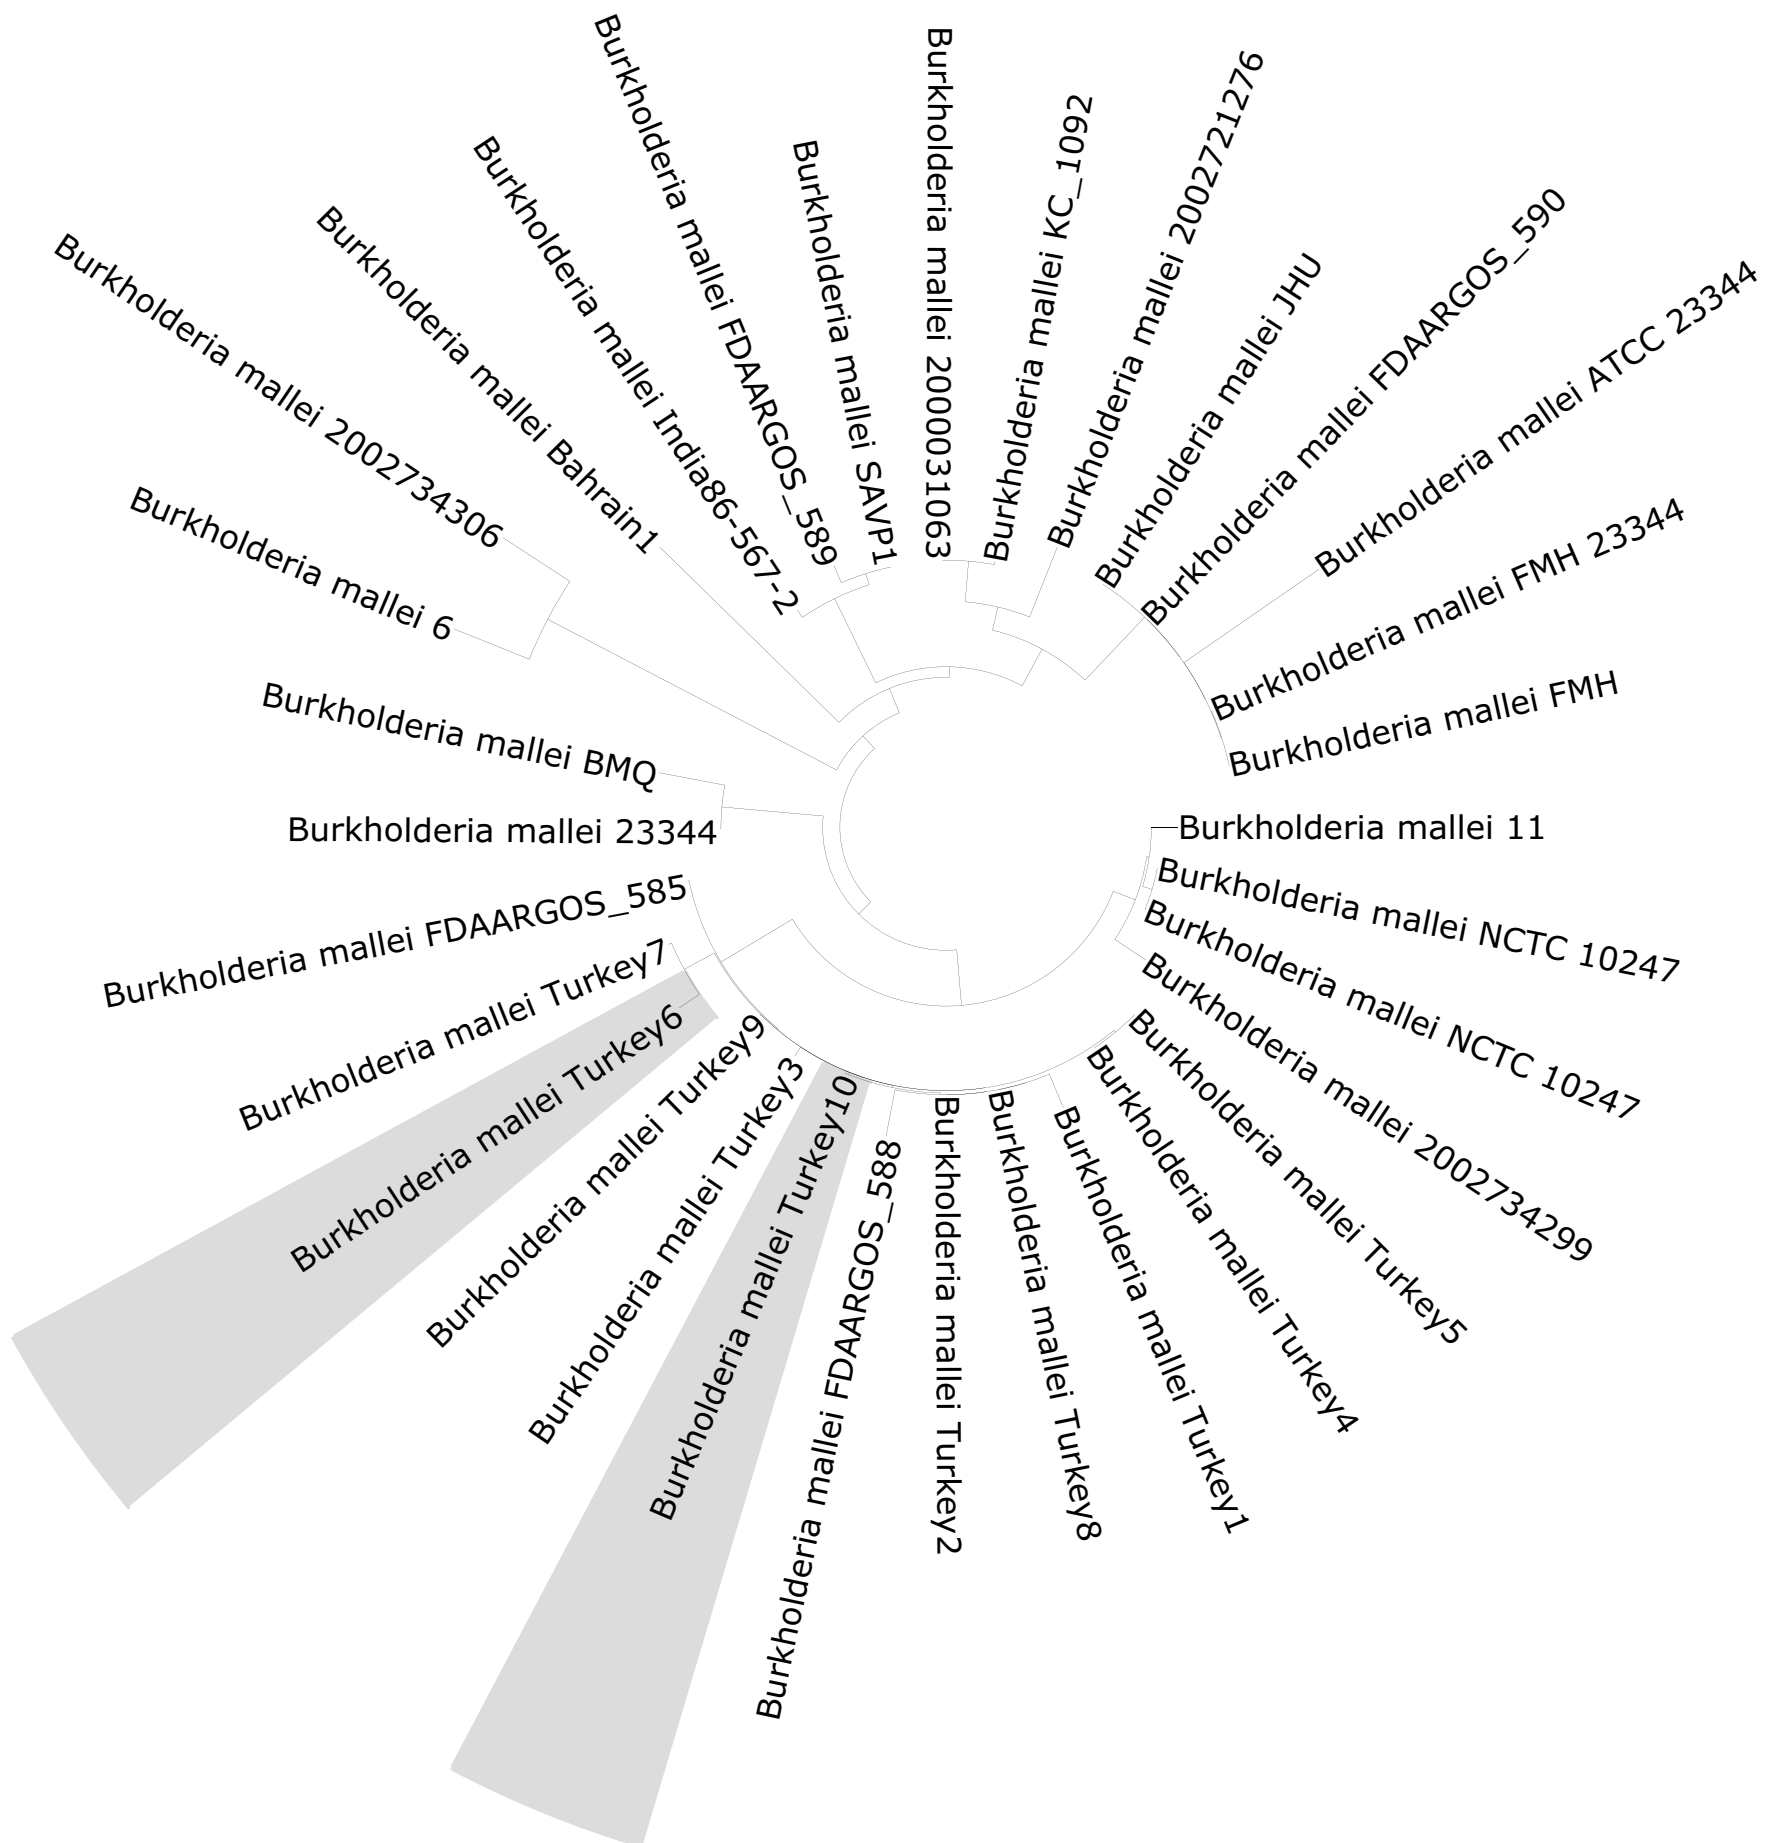 Burkholderia mallei 2000031063
Burkholderia mallei KC_1092
Burkholderia mallei 2002721276
Burkholderia mallei JHU
Burkholderia mallei FDAARGOS_590
Burkholderia mallei ATCC 23344
Burkholderia mallei FMH 23344
Burkholderia mallei FMH
Burkholderia mallei 11
Burkholderia mallei NCTC 10247
Burkholderia mallei NCTC 10247
Burkholderia mallei 2002734299
Burkholderia mallei Turkey5
Burkholderia mallei Turkey4
Burkholderia mallei Turkey1
Burkholderia mallei Turkey8
Burkholderia mallei Turkey2
Burkholderia mallei FDAARGOS_588
Burkholderia mallei Turkey10
Burkholderia mallei Turkey3
Burkholderia mallei Turkey9
Burkholderia mallei Turkey6
Burkholderia mallei Turkey7
Burkholderia mallei FDAARGOS_585
Burkholderia mallei 23344
Burkholderia mallei BMQ
Burkholderia mallei 6
Burkholderia mallei 2002734306
Burkholderia mallei Bahrain1
Burkholderia mallei India86-567-2
Burkholderia mallei FDAARGOS_589
Burkholderia mallei SAVP1